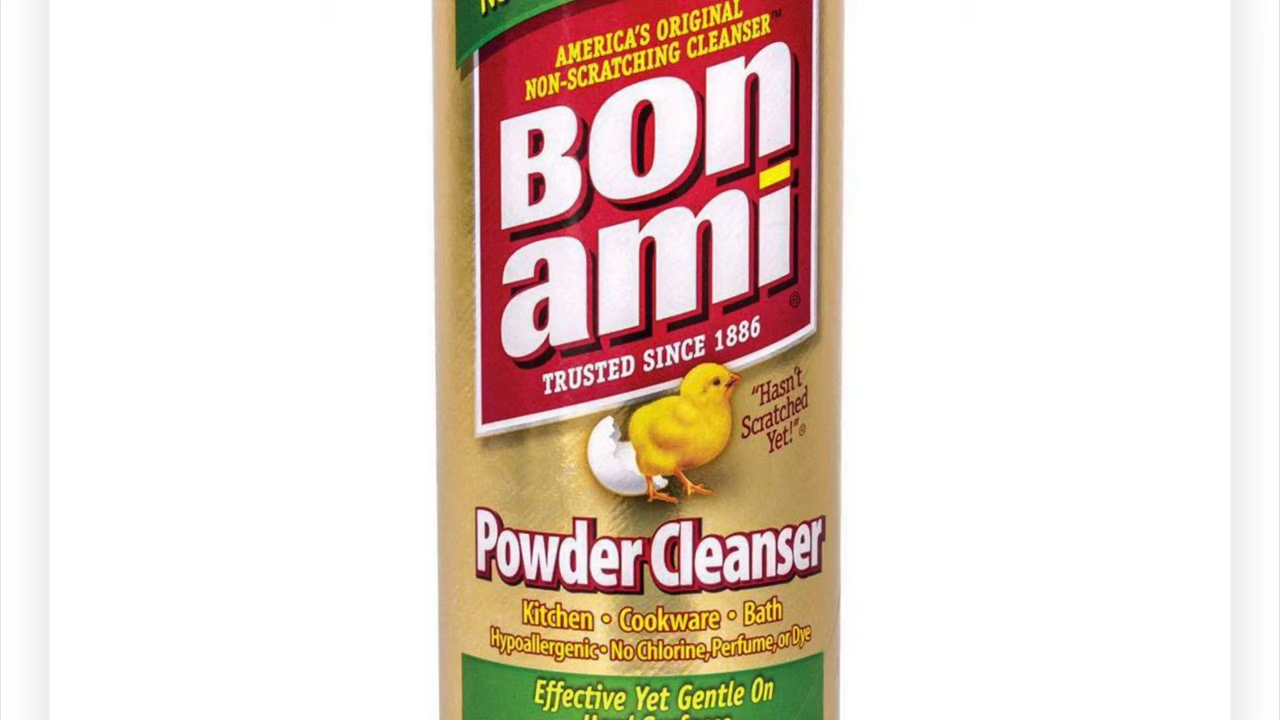 AMERICA'S ORIGINAL
NON-SCRATCHING CLEANSER™
Bon
ami®
TRUSTED SINCE 1886
"Hasn't
Scratched
Yet!"®
Powder Cleanser
Kitchen • Cookware • Bath
Hypoallergenic • No Chlorine, Perfume, or Dye
Effective Yet Gentle On